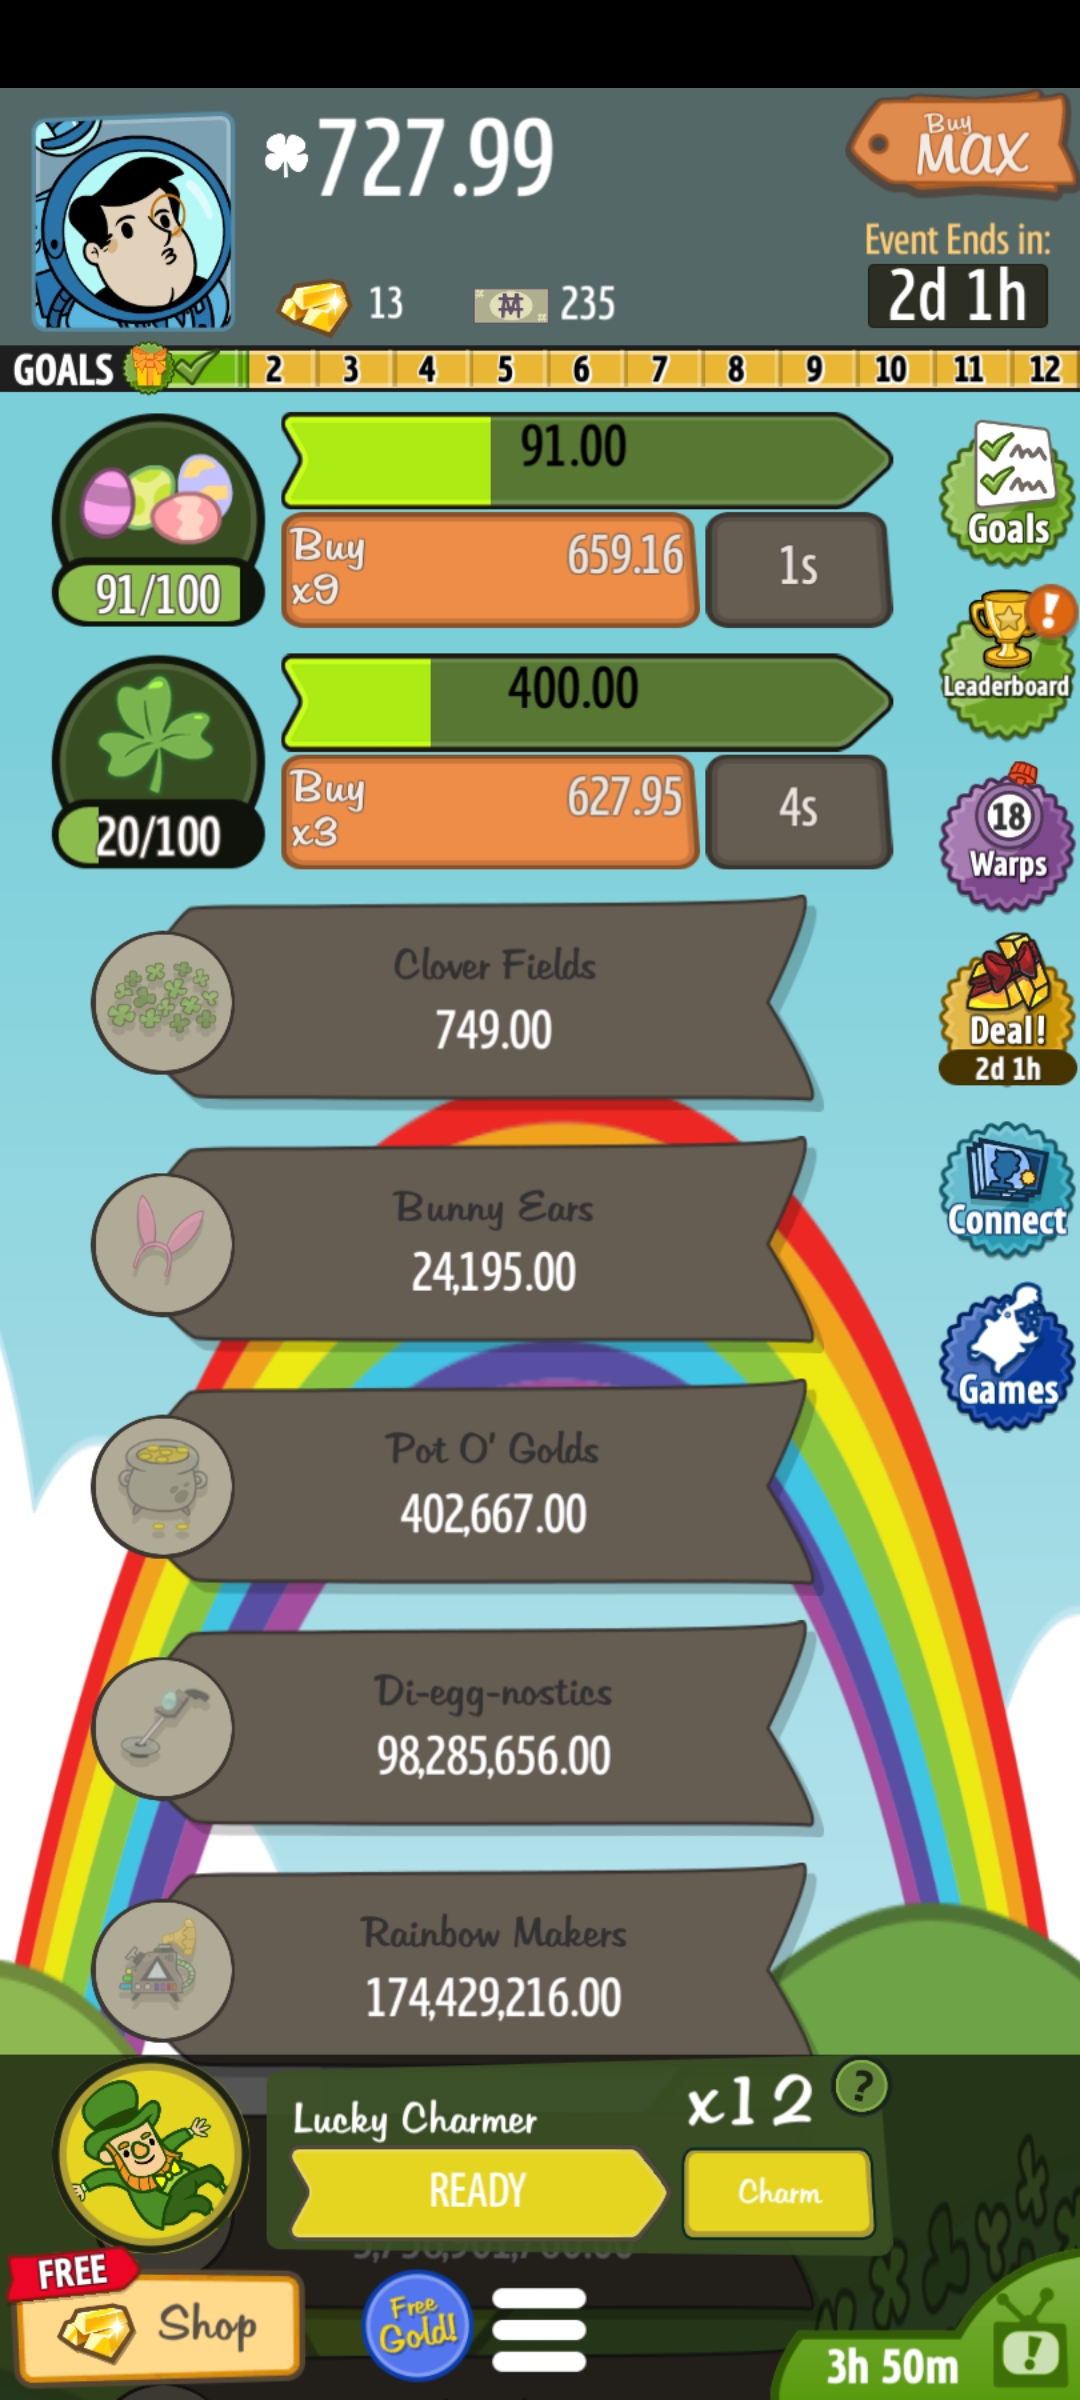 727.99
Buy
MAX
Event Ends in:
2d 1h
13
235
GOALS 2 3 4 5 6 7 8 9 10 11 12
91.00
Buy
x9
659.16
1s
91/100
Goals
400.00
Buy
x3
627.95
4s
20/100
!
Leaderboard
18
Warps
Clover Fields
749.00
Deal!
2d 1h
Bunny Ears
24,195.00
Connect
Pot O' Golds
402,667.00
Games
Di-egg-nostics
98,285,656.00
Rainbow Makers
174,429,216.00
Lucky Charmer
x12
?
READY
Charm
FREE
Shop
Free
Gold!
3h 50m
!